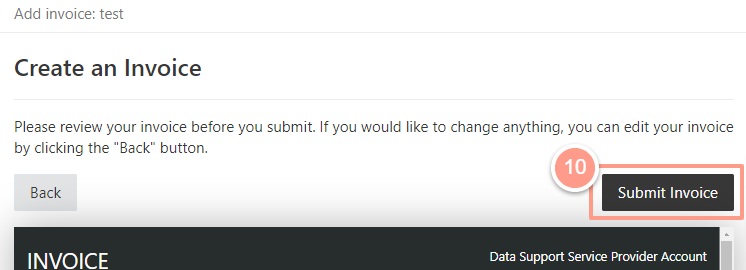 Add invoice: test
Create an Invoice
Please review your invoice before you submit. If you would like to change anything, you can edit your invoice
by clicking the "Back" button.
10
Back
Submit Invoice
INVOICE
Data Support Service Provider Account